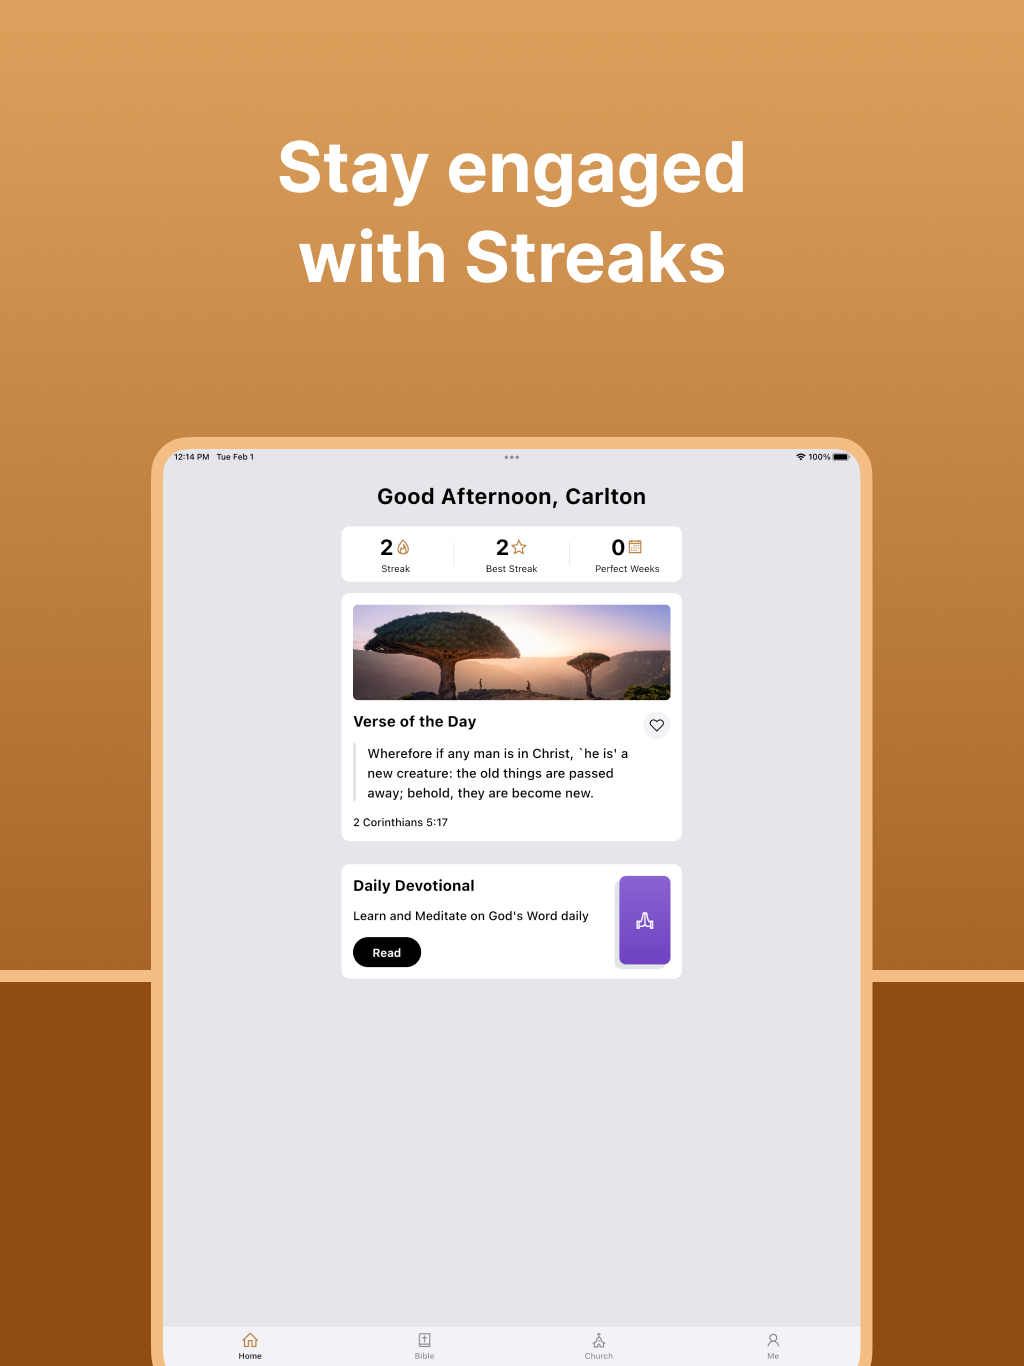 Stay engaged
with Streaks
12:14 PM Tue Feb 1
100%
Good Afternoon, Carlton
2 2 0
Streak Best Streak Perfect Weeks
Verse of the Day
Wherefore if any man is in Christ, `he is' a
new creature: the old things are passed
away; behold, they are become new.
2 Corinthians 5:17
Daily Devotional
Learn and Meditate on God's Word daily
Read
Home Bible Church Me